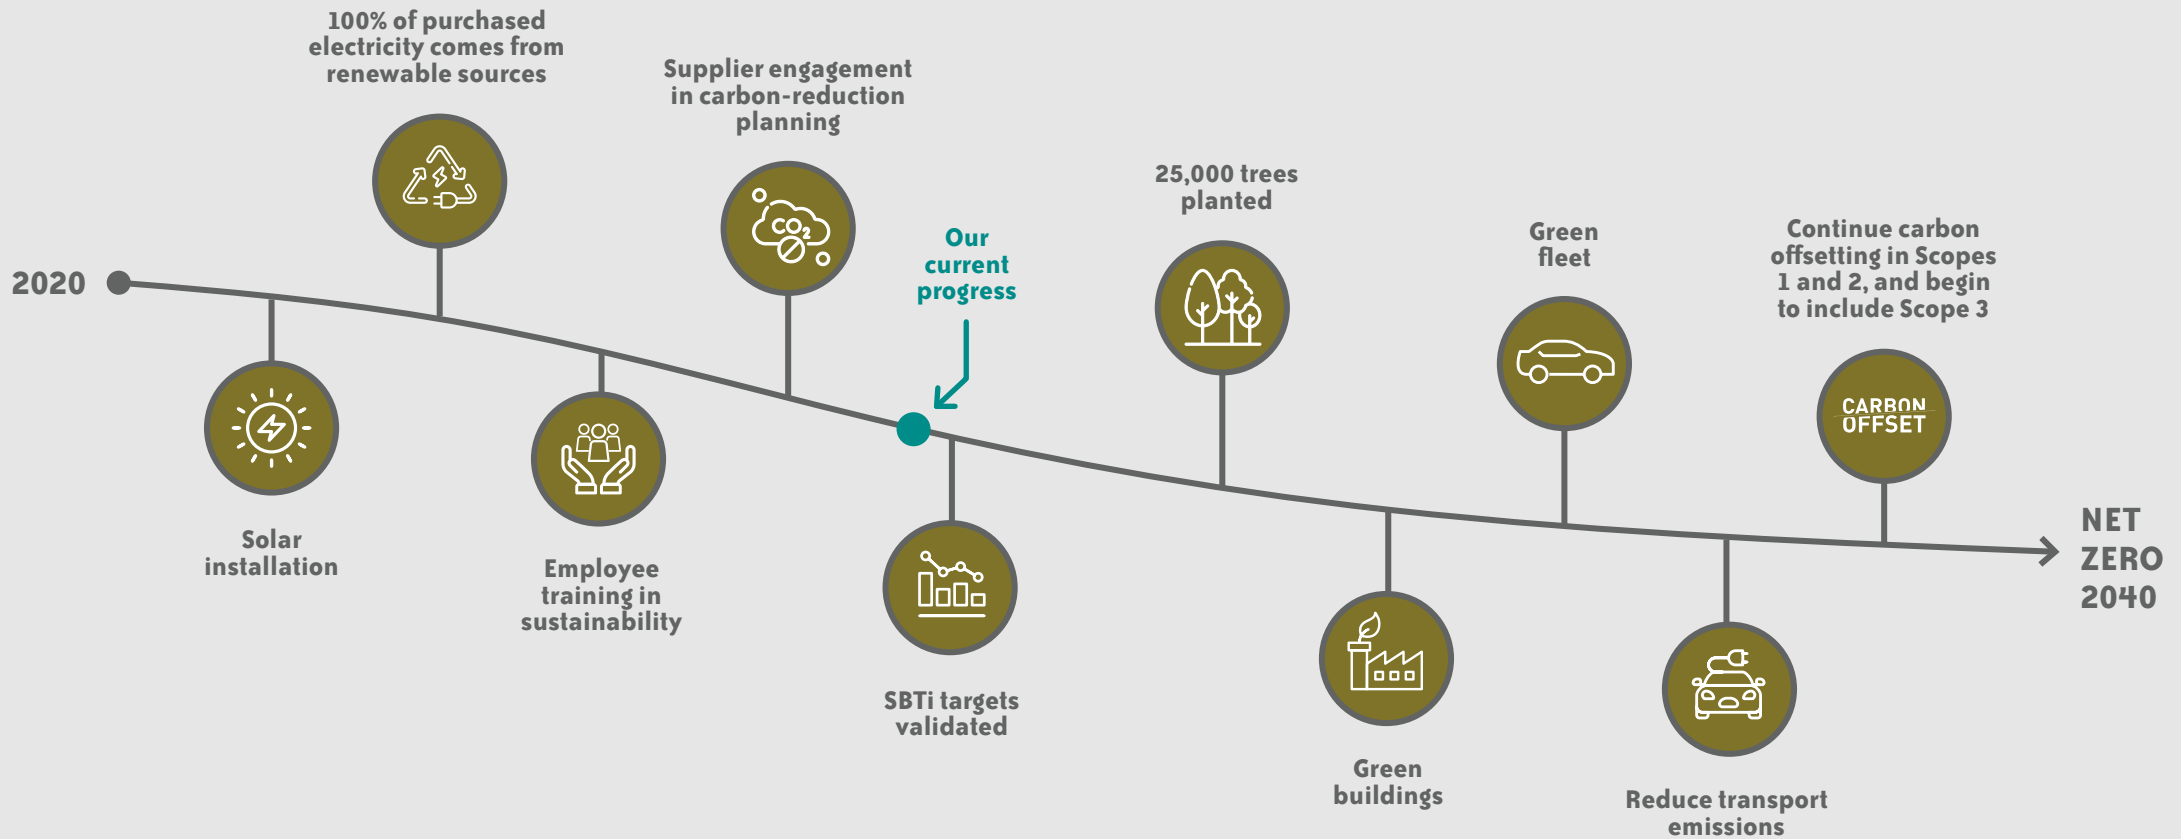 2020
Solar
installation
100% of purchased
electricity comes from
renewable sources
Employee
training in
sustainability
Supplier engagement
in carbon-reduction
planning
CO₂
Our
current
progress
SBTi targets
validated
25,000 trees
planted
Green
buildings
Green
fleet
Reduce transport
emissions
Continue carbon
offsetting in Scopes
1 and 2, and begin
to include Scope 3
CARBON
OFFSET
NET
ZERO
2040